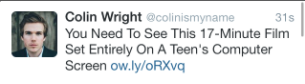 Colin Wright @colinismyname 31s
You Need To See This 17-Minute Film
Set Entirely On A Teen's Computer
Screen ow.ly/oRXvq